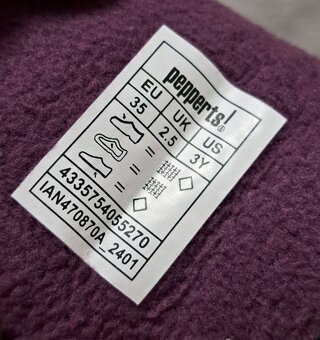 pepperts!®
EU UK US
35 2.5 3Y
=
=
=
4335754055270
IAN470870A_2401